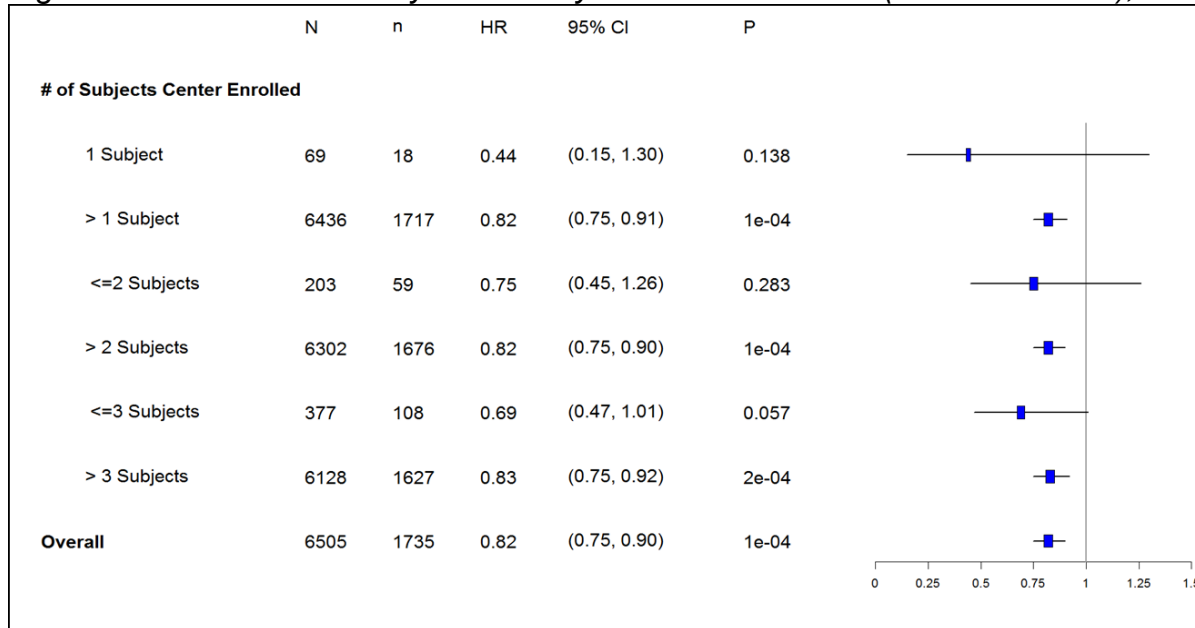 N n HR 95% CI P
# of Subjects Center Enrolled
1 Subject 69 18 0.44 (0.15, 1.30) 0.138
> 1 Subject 6436 1717 0.82 (0.75, 0.91) 1e-04
<=2 Subjects 203 59 0.75 (0.45, 1.26) 0.283
> 2 Subjects 6302 1676 0.82 (0.75, 0.90) 1e-04
<=3 Subjects 377 108 0.69 (0.47, 1.01) 0.057
> 3 Subjects 6128 1627 0.83 (0.75, 0.92) 2e-04
Overall 6505 1735 0.82 (0.75, 0.90) 1e-04
0 0.25 0.5 0.75 1 1.25 1.5